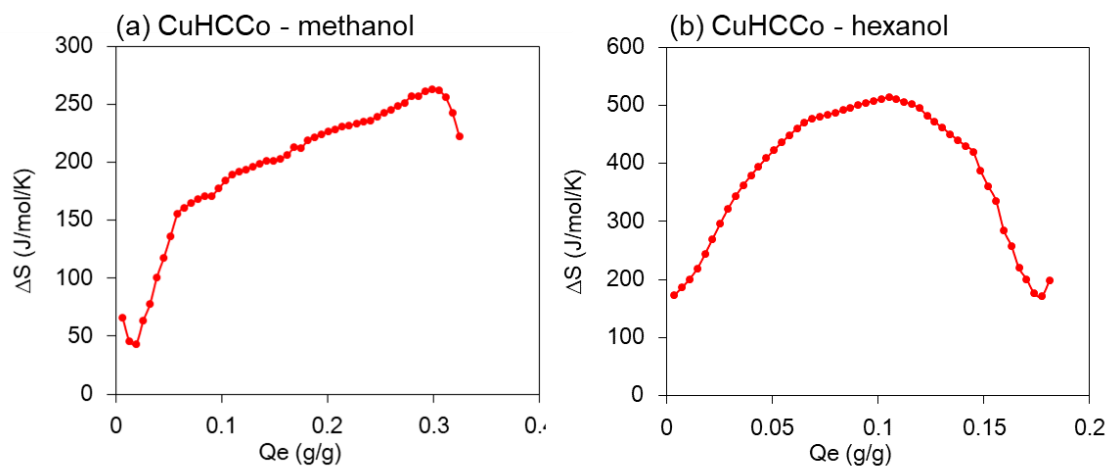 (a) CuHCCo - methanol
300
250
200
150
100
50
0
ΔS (J/mol/K)
0 0.1 0.2 0.3 0.4
Qe (g/g)
(b) CuHCCo - hexanol
600
500
400
300
200
100
0
ΔS (J/mol/K)
0 0.05 0.1 0.15 0.2
Qe (g/g)